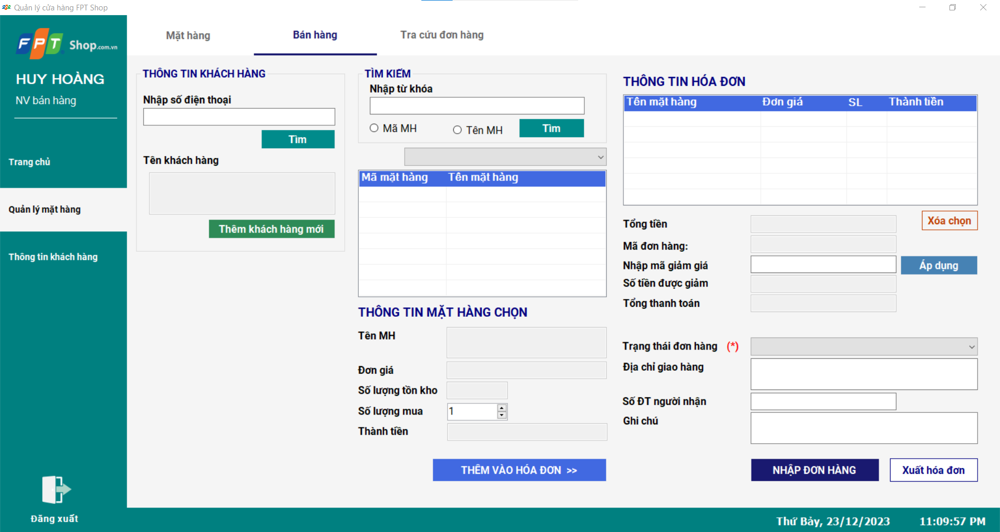 Quản lý cửa hàng FPT Shop
FPT Shop.com.vn
HUY HOÀNG
NV bán hàng
Trang chủ
Quản lý mặt hàng
Thông tin khách hàng
Đăng xuất
Mặt hàng
Bán hàng
Tra cứu đơn hàng
THÔNG TIN KHÁCH HÀNG
Nhập số điện thoại
Tìm
Tên khách hàng
Thêm khách hàng mới
TÌM KIẾM
Nhập từ khóa
Mã MH
Tên MH
Tìm
Mã mặt hàng
Tên mặt hàng
THÔNG TIN MẶT HÀNG CHỌN
Tên MH
Đơn giá
Số lượng tồn kho
Số lượng mua
1
Thành tiền
THÊM VÀO HÓA ĐƠN >>
THÔNG TIN HÓA ĐƠN
Tên mặt hàng
Đơn giá
SL
Thành tiền
Tổng tiền
Xóa chọn
Mã đơn hàng:
Nhập mã giảm giá
Áp dụng
Số tiền được giảm
Tổng thanh toán
Trạng thái đơn hàng (*)
Địa chỉ giao hàng
Số ĐT người nhận
Ghi chú
NHẬP ĐƠN HÀNG
Xuất hóa đơn
Thứ Bảy, 23/12/2023
11:09:57 PM